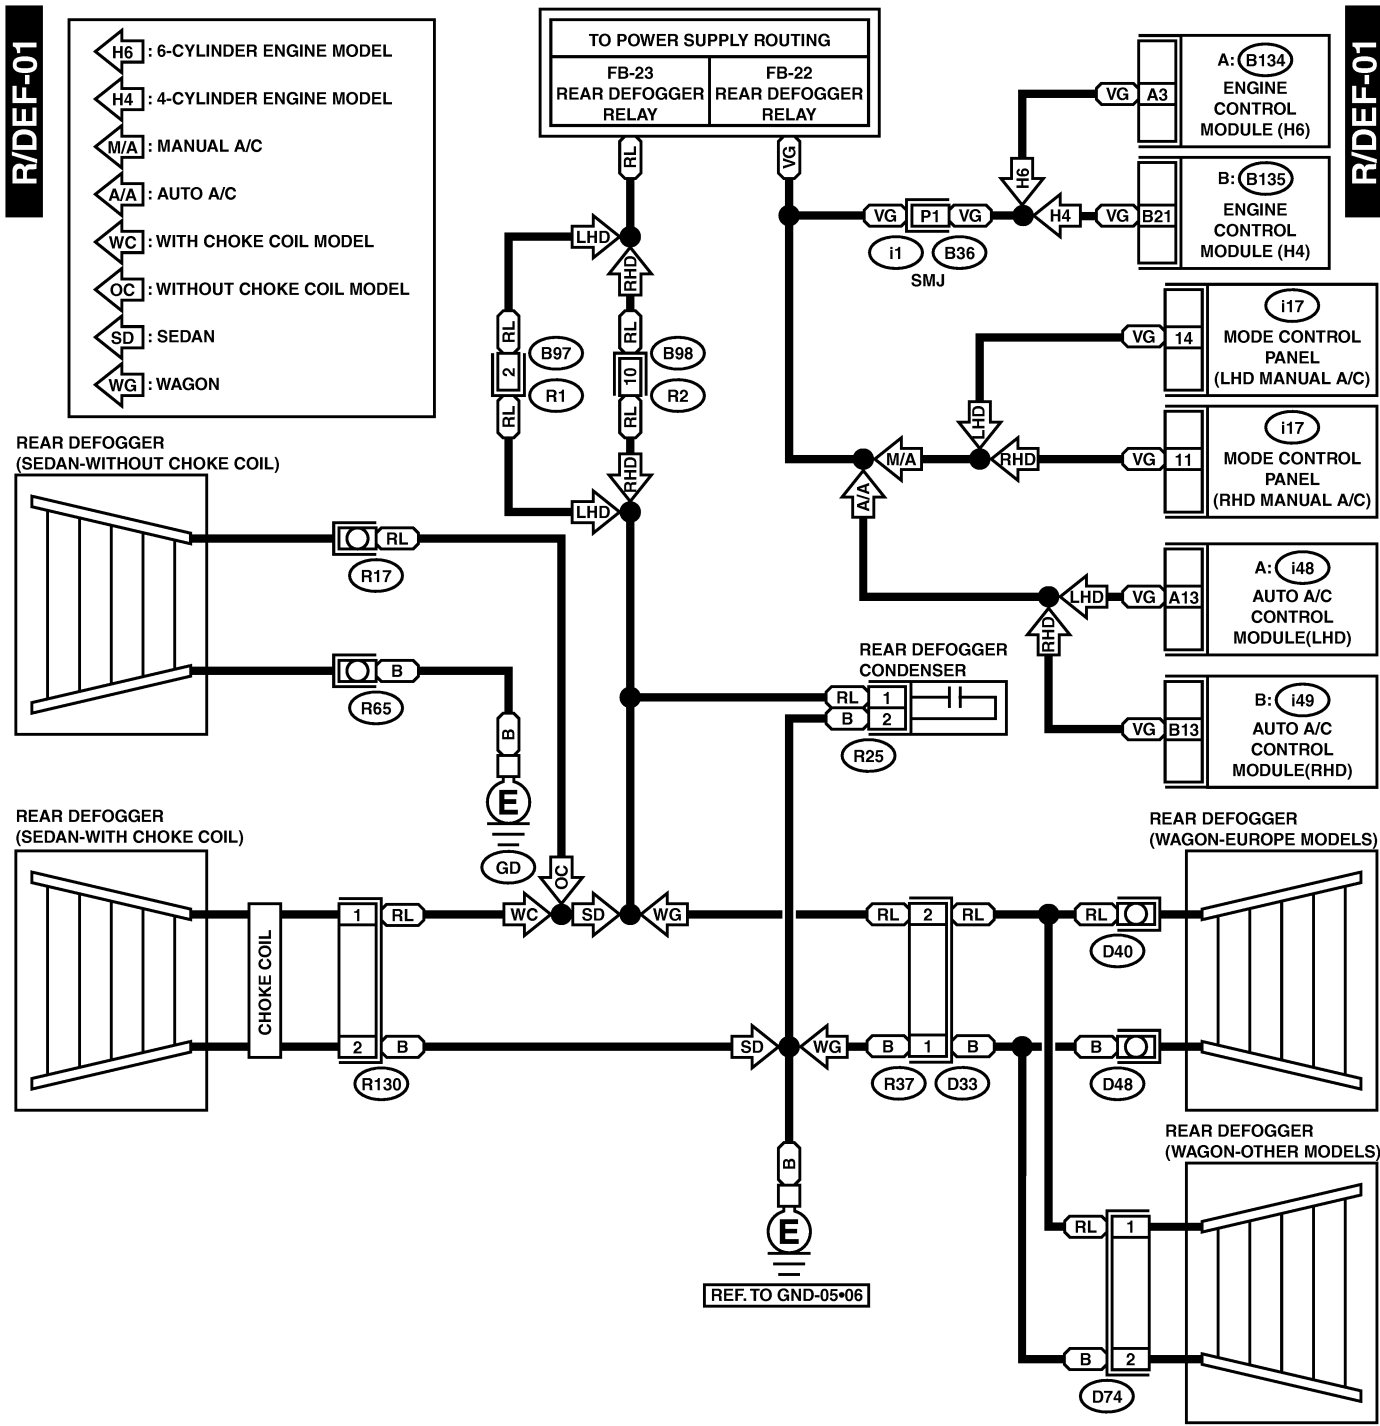 R/DEF-01
H6 : 6-CYLINDER ENGINE MODEL
H4 : 4-CYLINDER ENGINE MODEL
M/A : MANUAL A/C
A/A : AUTO A/C
WC : WITH CHOKE COIL MODEL
OC : WITHOUT CHOKE COIL MODEL
SD : SEDAN
WG : WAGON
TO POWER SUPPLY ROUTING
FB-23
REAR DEFOGGER
RELAY
FB-22
REAR DEFOGGER
RELAY
RL
VG
R/DEF-01
A: B134
ENGINE
CONTROL
MODULE (H6)
VG A3
H6
B: B135
ENGINE
CONTROL
MODULE (H4)
VG P1 VG
H4
VG B21
i1
B36
SMJ
LHD
RHD
RL
RL
2
10
B97
R1
B98
R2
RL
RL
RHD
LHD
i17
MODE CONTROL
PANEL
(LHD MANUAL A/C)
VG 14
LHD
i17
MODE CONTROL
PANEL
(RHD MANUAL A/C)
M/A
RHD
VG 11
A/A
A: i48
AUTO A/C
CONTROL
MODULE(LHD)
LHD
VG A13
RHD
B: i49
AUTO A/C
CONTROL
MODULE(RHD)
VG B13
REAR DEFOGGER
(SEDAN-WITHOUT CHOKE COIL)
RL
R17
B
R65
B
E
GD
OC
REAR DEFOGGER
CONDENSER
RL 1
B 2
R25
REAR DEFOGGER
(SEDAN-WITH CHOKE COIL)
CHOKE COIL
1 RL
2 B
R130
WC
SD
WG
RL 2 RL
SD
WG
B 1 B
R37
D33
REAR DEFOGGER
(WAGON-EUROPE MODELS)
RL
D40
B
D48
B
E
REF. TO GND-05•06
REAR DEFOGGER
(WAGON-OTHER MODELS)
RL 1
B 2
D74